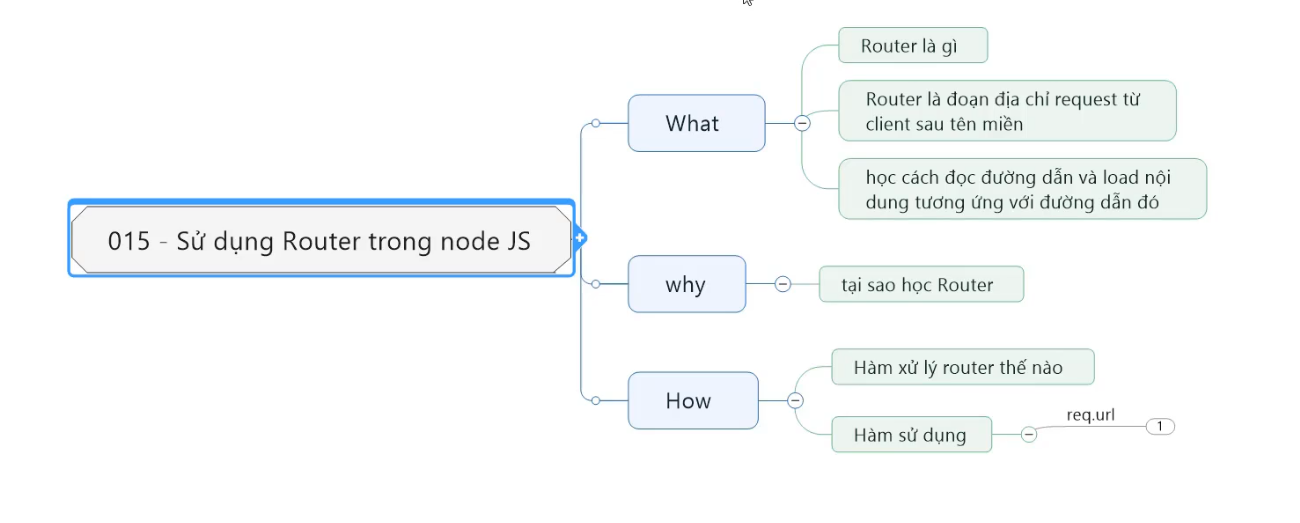 015 - Sử dụng Router trong node JS
What
Router là gì
Router là đoạn địa chỉ request từ
client sau tên miền
học cách đọc đường dẫn và load nội
dung tương ứng với đường dẫn đó
why
tại sao học Router
How
Hàm xử lý router thế nào
Hàm sử dụng
req.url
1